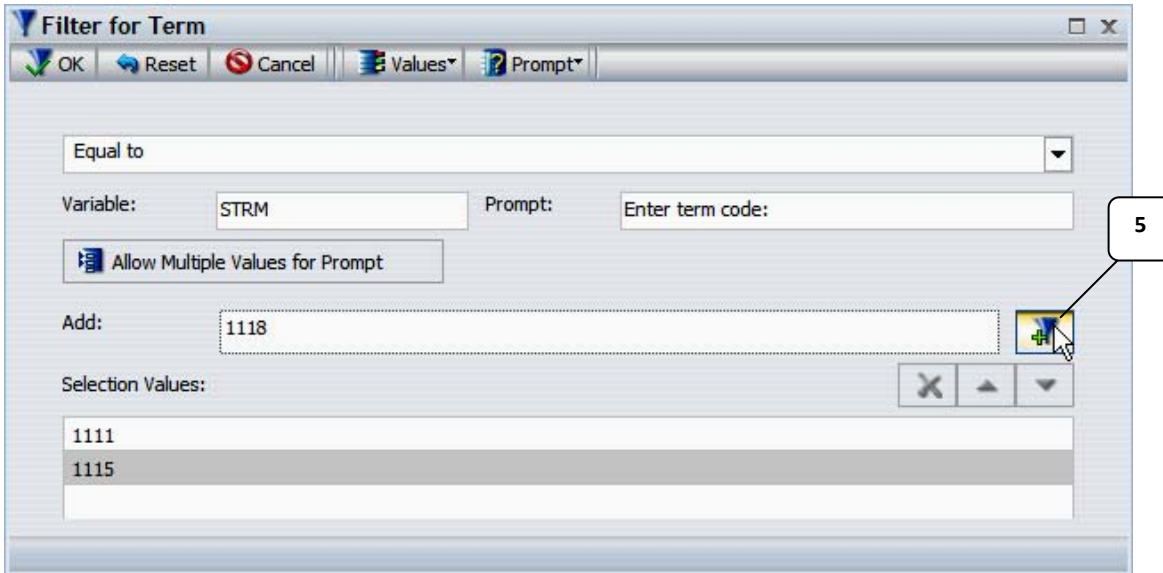 Filter for Term
OK Reset Cancel Values Prompt
Equal to
Variable: STRM Prompt: Enter term code:
5
Allow Multiple Values for Prompt
Add: 1118
Selection Values:
1111
1115